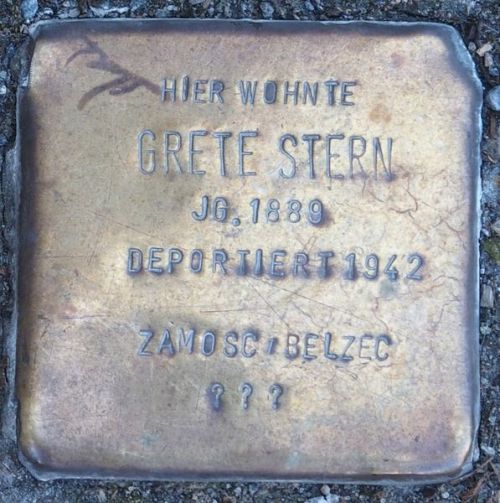 HIER WOHNTE
GRETE STERN
JG. 1889
DEPORTIERT 1942
ZAMOSC, BELZEC
???